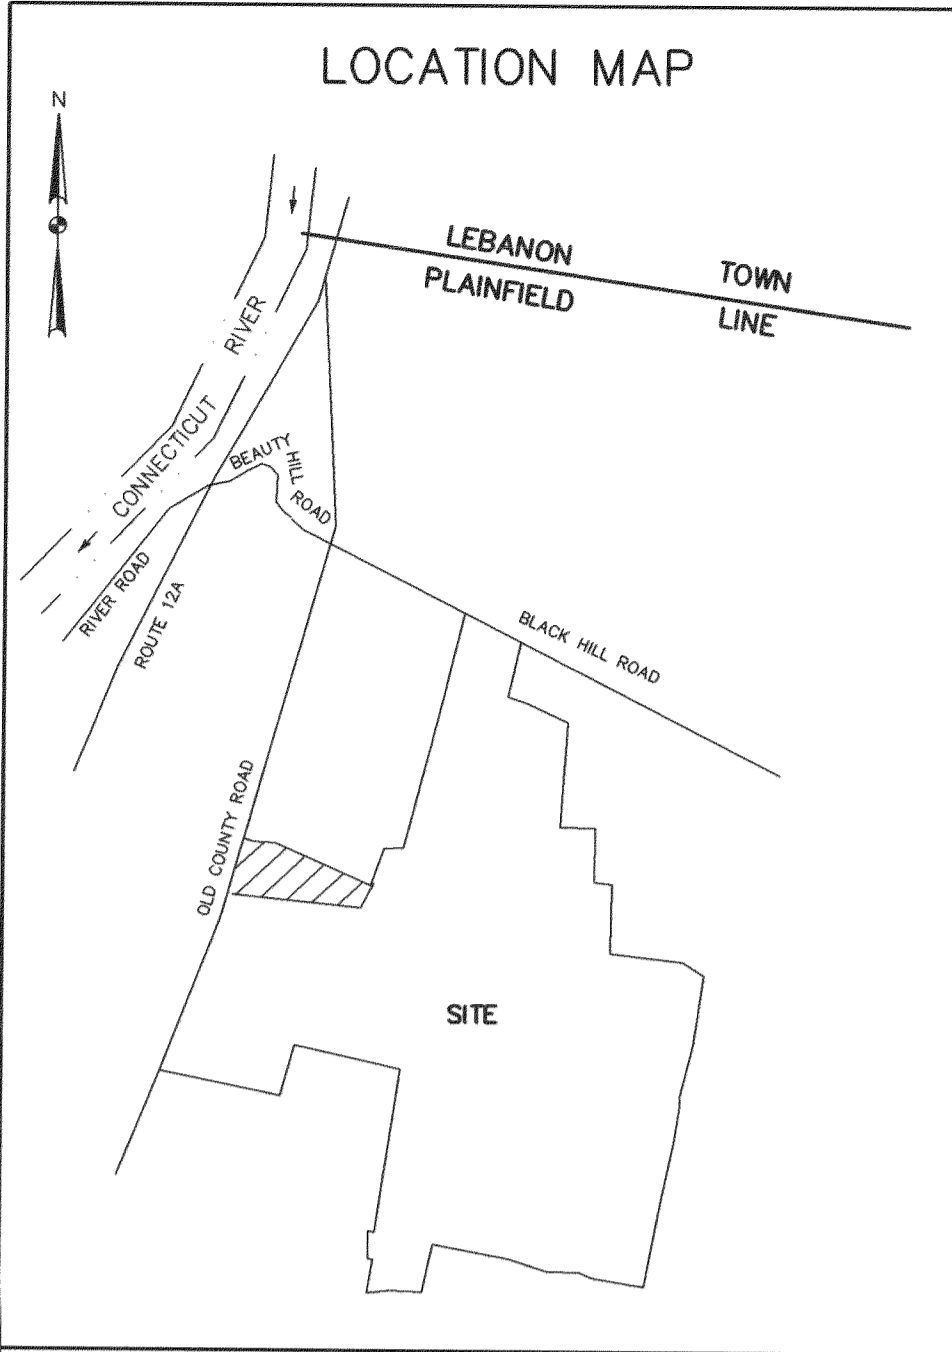 LOCATION MAP
N
LEBANON TOWN
PLAINFIELD LINE
CONNECTICUT RIVER
BEAUTY
HILL
ROAD
RIVER ROAD
ROUTE 12A
BLACK HILL ROAD
OLD COUNTY ROAD
SITE